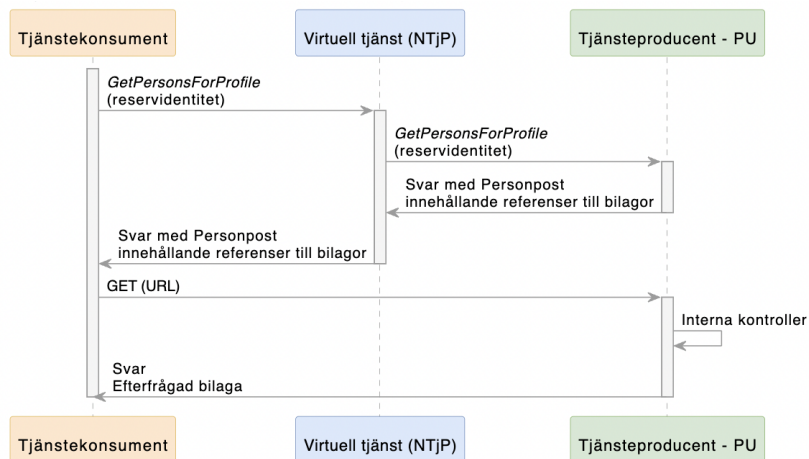 Tjänstekonsument
Virtuell tjänst (NTjP)
Tjänsteproducent - PU
GetPersonsForProfile
(reservidentitet)
GetPersonsForProfile
(reservidentitet)
Svar med Personpost
innehållande referenser till bilagor
Svar med Personpost
innehållande referenser till bilagor
GET (URL)
Interna kontroller
Svar
Efterfrågad bilaga
Tjänstekonsument
Virtuell tjänst (NTjP)
Tjänsteproducent - PU